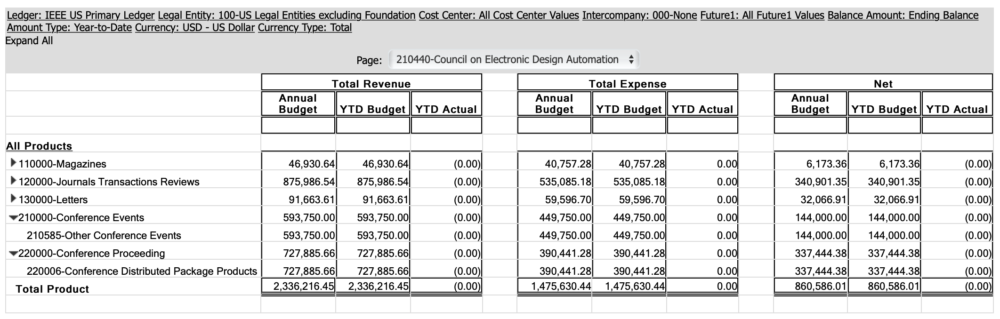 Ledger: IEEE US Primary Ledger Legal Entity: 100-US Legal Entities excluding Foundation Cost Center: All Cost Center Values Intercompany: 000-None Future1: All Future1 Values Balance Amount: Ending Balance
Amount Type: Year-to-Date Currency: USD - US Dollar Currency Type: Total
Expand All
Page: 210440-Council on Electronic Design Automation
Total Revenue Total Expense Net
Annual Budget YTD Budget YTD Actual Annual Budget YTD Budget YTD Actual Annual Budget YTD Budget YTD Actual
All Products
110000-Magazines 46,930.64 46,930.64 (0.00) 40,757.28 40,757.28 0.00 6,173.36 6,173.36 (0.00)
120000-Journals Transactions Reviews 875,986.54 875,986.54 (0.00) 535,085.18 535,085.18 0.00 340,901.35 340,901.35 (0.00)
130000-Letters 91,663.61 91,663.61 (0.00) 59,596.70 59,596.70 0.00 32,066.91 32,066.91 (0.00)
210000-Conference Events 593,750.00 593,750.00 (0.00) 449,750.00 449,750.00 0.00 144,000.00 144,000.00 (0.00)
210585-Other Conference Events 593,750.00 593,750.00 (0.00) 449,750.00 449,750.00 0.00 144,000.00 144,000.00 (0.00)
220000-Conference Proceeding 727,885.66 727,885.66 (0.00) 390,441.28 390,441.28 0.00 337,444.38 337,444.38 (0.00)
220006-Conference Distributed Package Products 727,885.66 727,885.66 (0.00) 390,441.28 390,441.28 0.00 337,444.38 337,444.38 (0.00)
Total Product 2,336,216.45 2,336,216.45 (0.00) 1,475,630.44 1,475,630.44 0.00 860,586.01 860,586.01 (0.00)